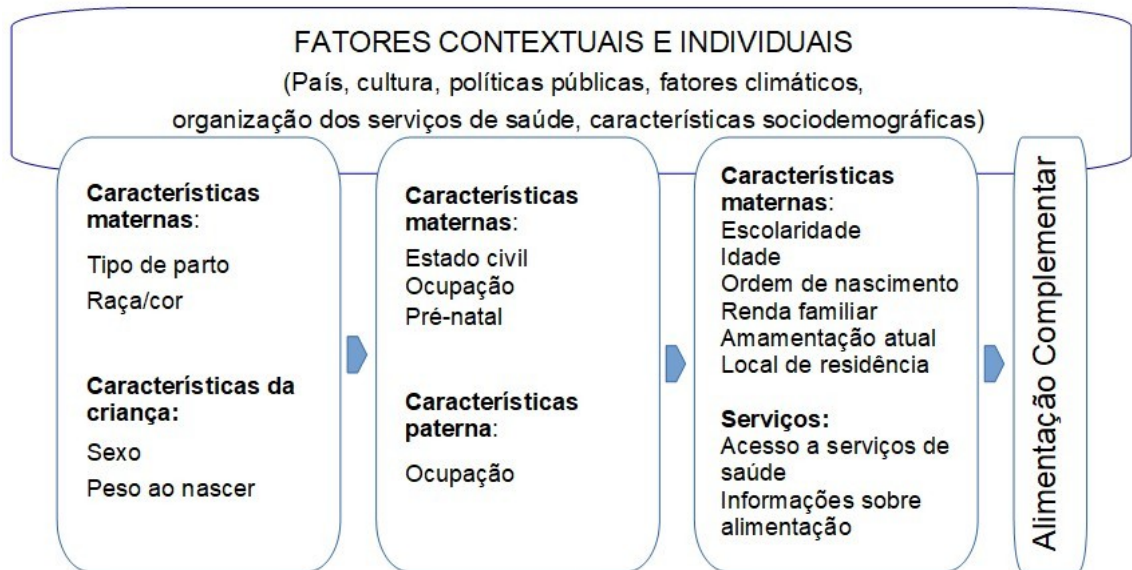 FATORES CONTEXTUAIS E INDIVIDUAIS
(País, cultura, políticas públicas, fatores climáticos,
organização dos serviços de saúde, características sociodemográficas)
Características
maternas:
Tipo de parto
Raça/cor
Características da
criança:
Sexo
Peso ao nascer
Características
maternas:
Estado civil
Ocupação
Pré-natal
Características
paterna:
Ocupação
Características
maternas:
Escolaridade
Idade
Ordem de nascimento
Renda familiar
Amamentação atual
Local de residência
Serviços:
Acesso a serviços de
saúde
Informações sobre
alimentação
Alimentação Complementar